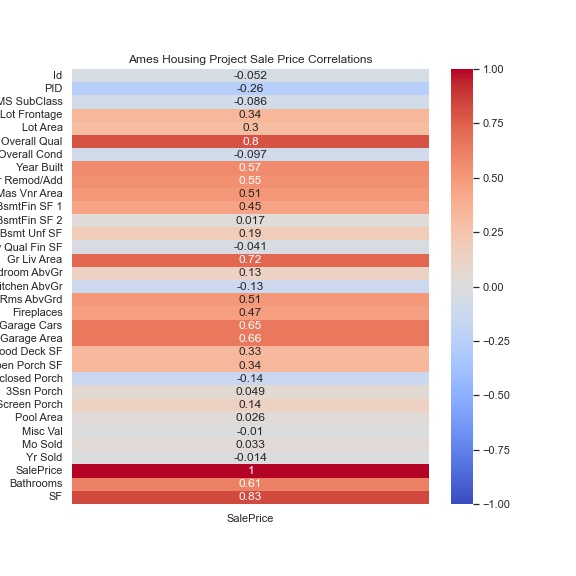 Ames Housing Project Sale Price Correlations
Id -0.052
PID -0.26
MS SubClass -0.086
Lot Frontage 0.34
Lot Area 0.3
Overall Qual 0.8
Overall Cond -0.097
Year Built 0.57
r Remod/Add 0.55
Mas Vnr Area 0.51
BsmtFin SF 1 0.45
BsmtFin SF 2 0.017
Bsmt Unf SF 0.19
Qual Fin SF -0.041
Gr Liv Area 0.72
droom AbvGr 0.13
itchen AbvGr -0.13
Rms AbvGrd 0.51
Fireplaces 0.47
Garage Cars 0.65
Garage Area 0.66
ood Deck SF 0.33
en Porch SF 0.34
closed Porch -0.14
3Ssn Porch 0.049
Screen Porch 0.14
Pool Area 0.026
Misc Val -0.01
Mo Sold 0.033
Yr Sold -0.014
SalePrice 1
Bathrooms 0.61
SF 0.83
SalePrice
1.00
0.75
0.50
0.25
0.00
−0.25
−0.50
−0.75
−1.00